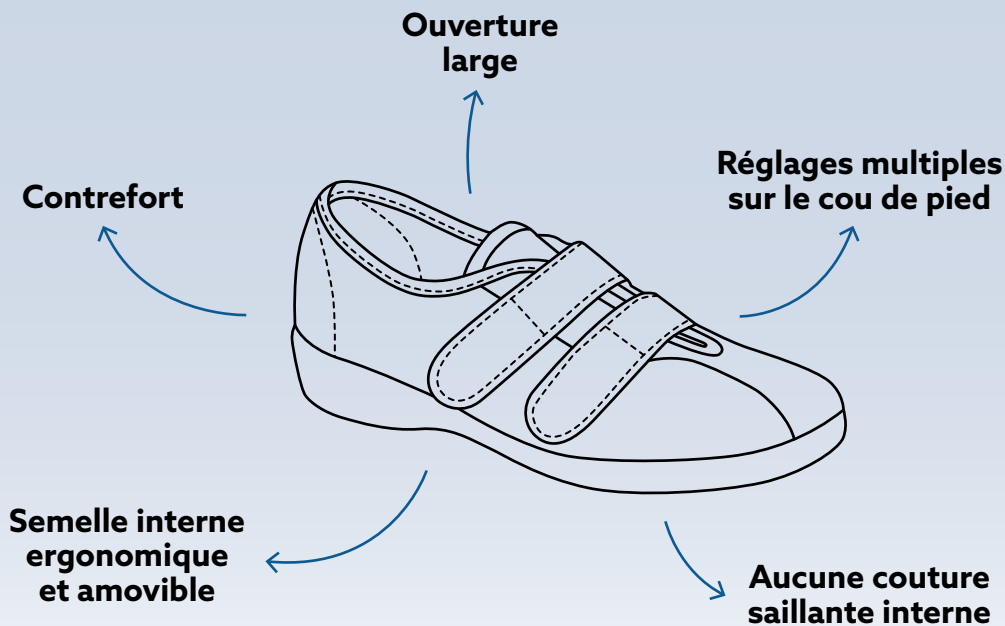 Ouverture
large
Réglages multiples
sur le cou de pied
Contrefort
Semelle interne
ergonomique
et amovible
Aucune couture
saillante interne